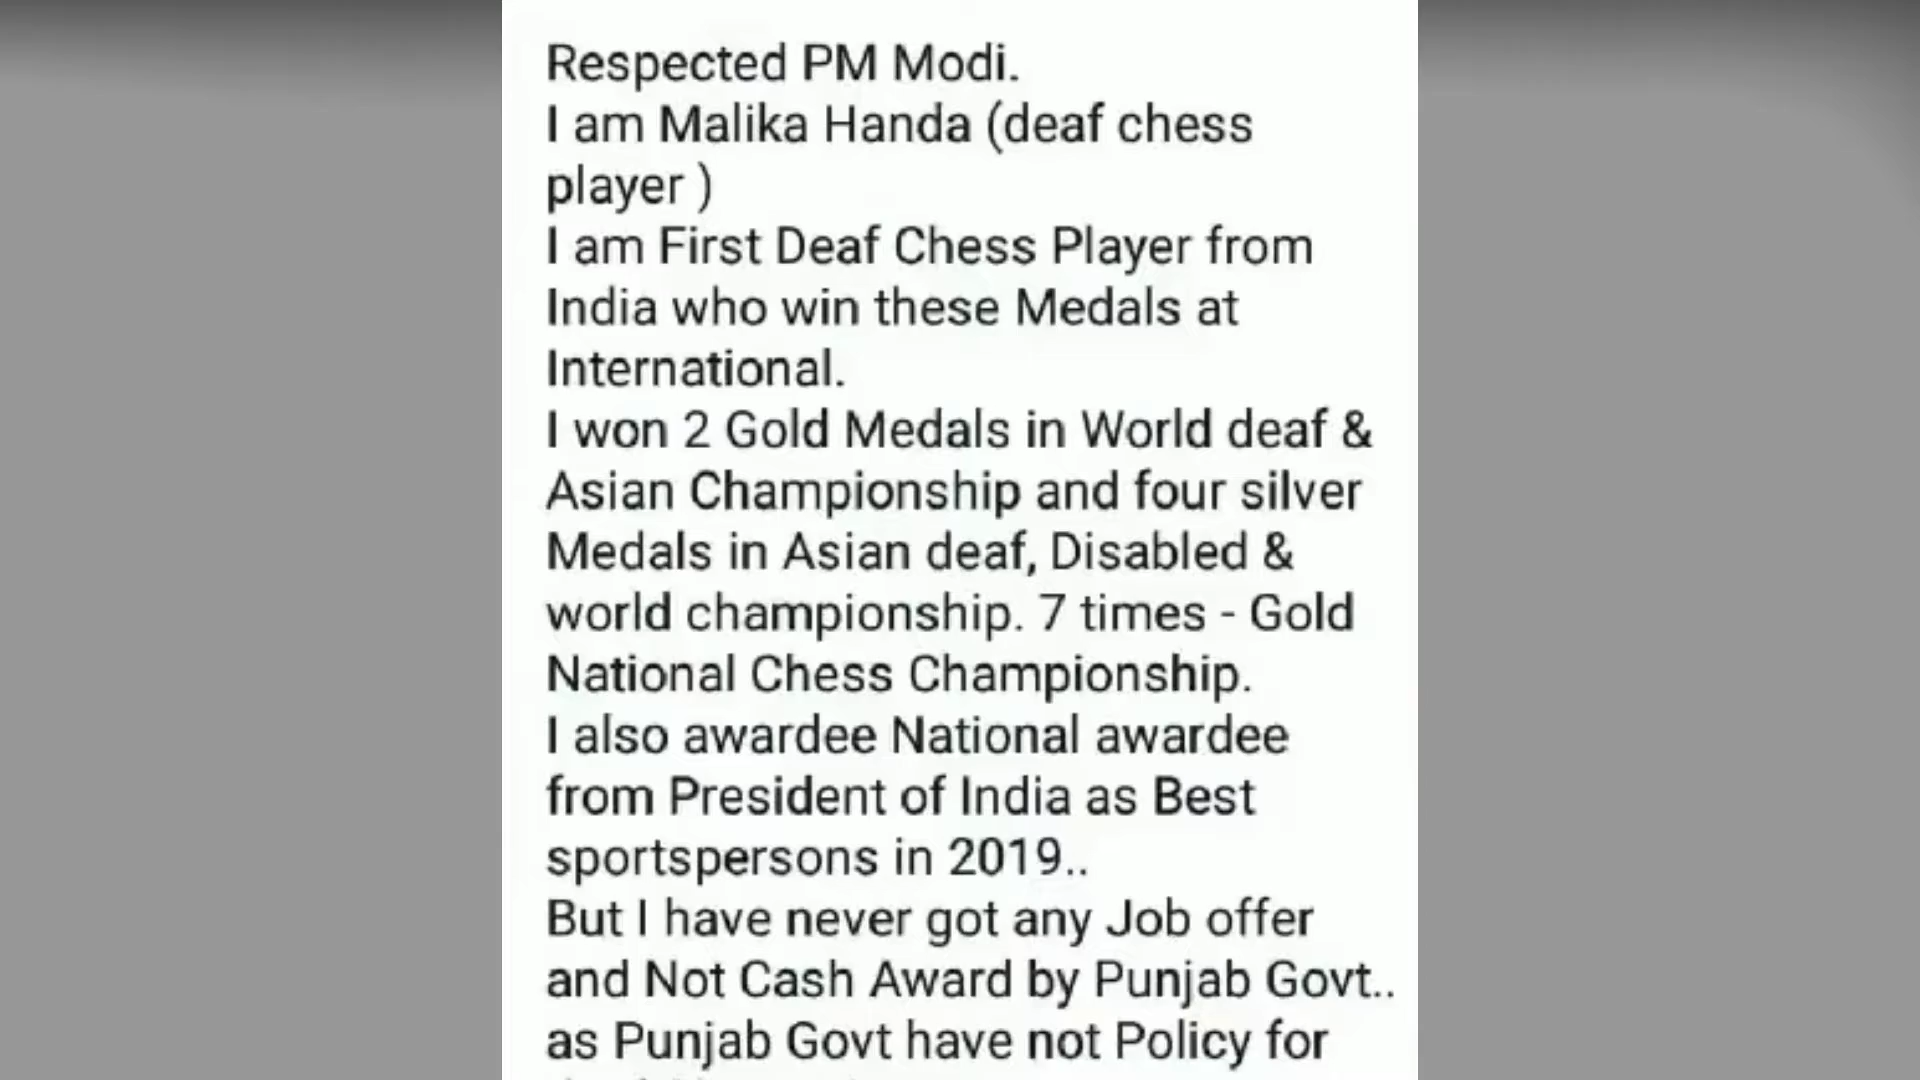 Respected PM Modi.
I am Malika Handa (deaf chess
player )
I am First Deaf Chess Player from
India who win these Medals at
International.
I won 2 Gold Medals in World deaf &
Asian Championship and four silver
Medals in Asian deaf, Disabled &
world championship. 7 times - Gold
National Chess Championship.
I also awardee National awardee
from President of India as Best
sportspersons in 2019..
But I have never got any Job offer
and Not Cash Award by Punjab Govt..
as Punjab Govt have not Policy for